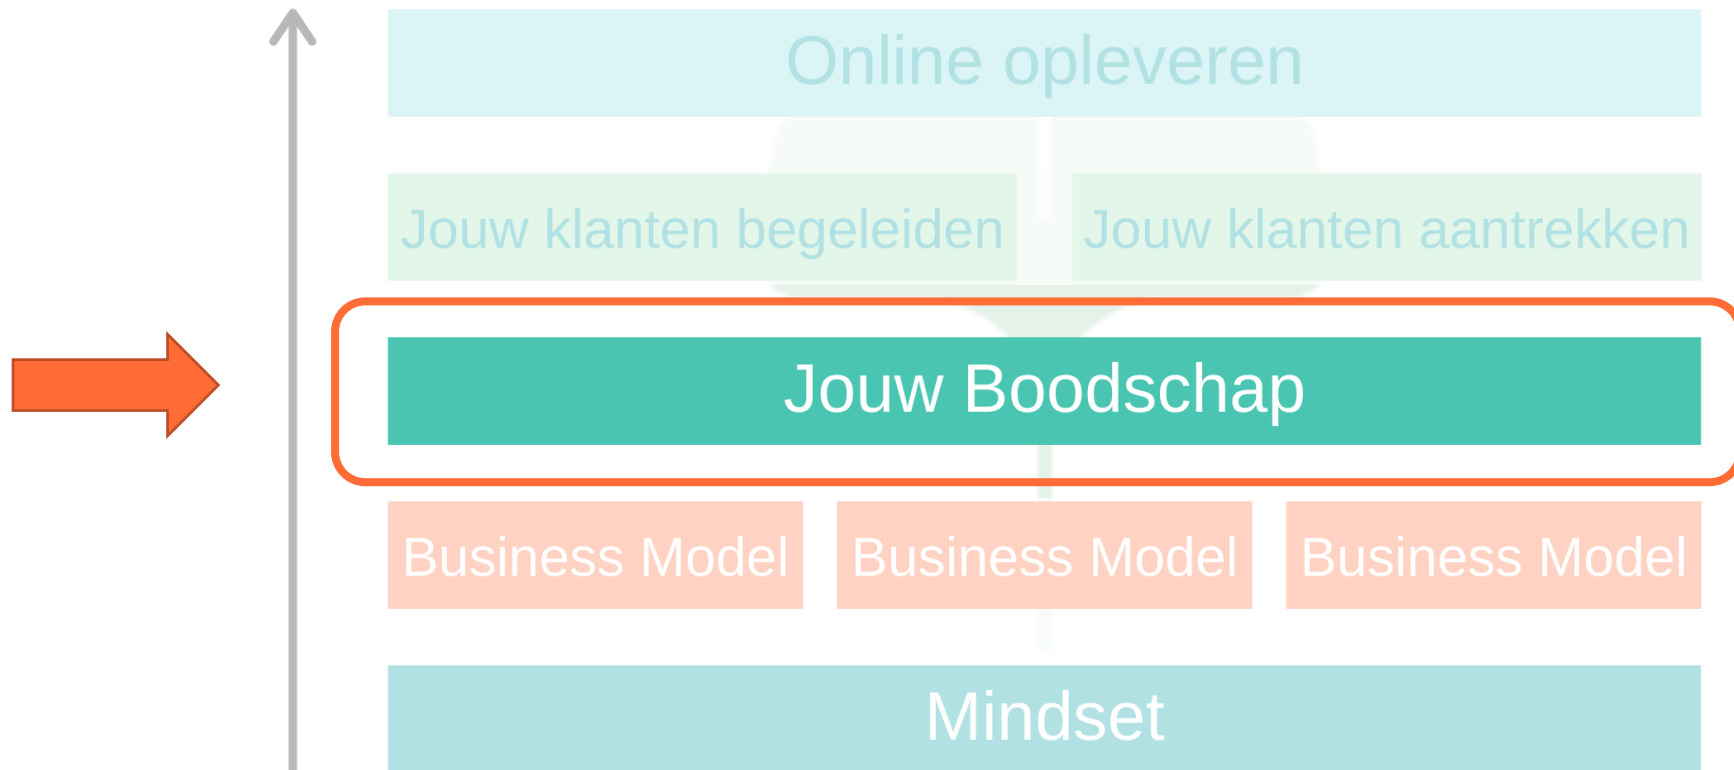 Online opleveren
Jouw klanten begeleiden
Jouw klanten aantrekken
Jouw Boodschap
Business Model
Business Model
Business Model
Mindset